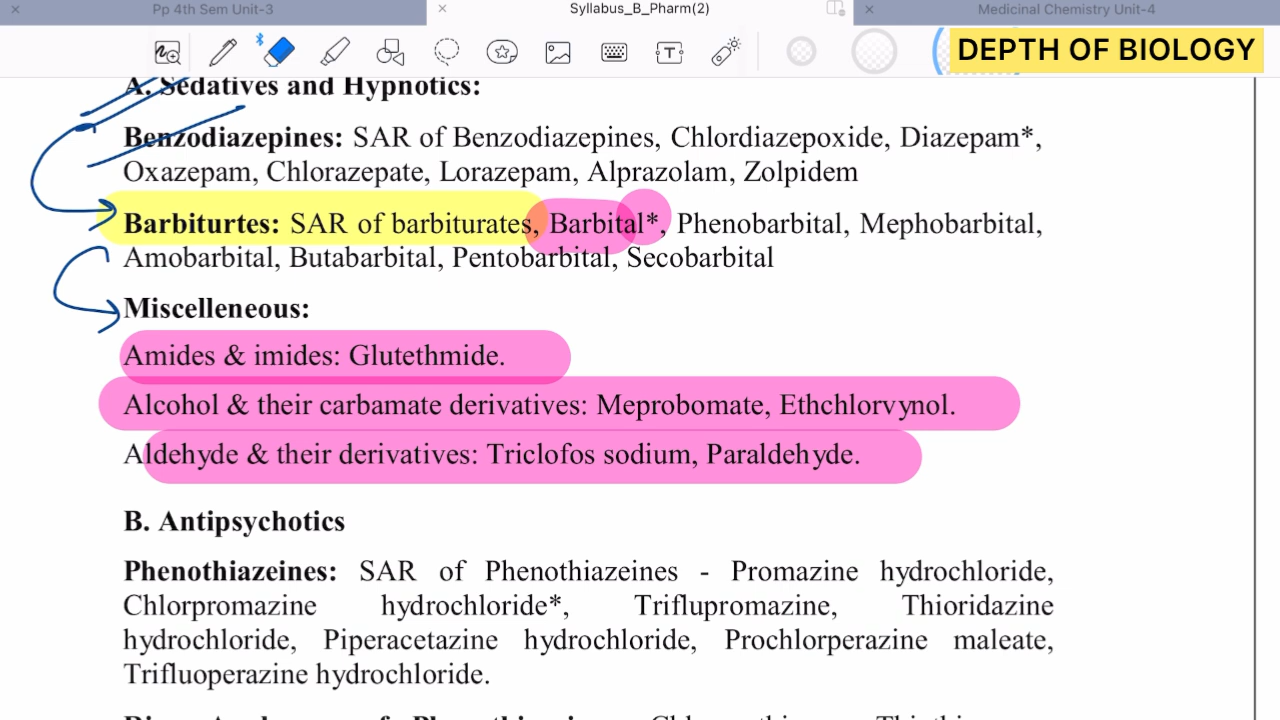 Pp 4th Sem Unit-3
Syllabus_B_Pharm(2)
Medicinal Chemistry Unit-4
DEPTH OF BIOLOGY
A. Sedatives and Hypnotics:
Benzodiazepines: SAR of Benzodiazepines, Chlordiazepoxide, Diazepam*,
Oxazepam, Chlorazepate, Lorazepam, Alprazolam, Zolpidem
Barbiturtes: SAR of barbiturates, Barbital*, Phenobarbital, Mephobarbital,
Amobarbital, Butabarbital, Pentobarbital, Secobarbital
Miscelleneous:
Amides & imides: Glutethmide.
Alcohol & their carbamate derivatives: Meprobomate, Ethchlorvynol.
Aldehyde & their derivatives: Triclofos sodium, Paraldehyde.
B. Antipsychotics
Phenothiazeines: SAR of Phenothiazeines - Promazine hydrochloride,
Chlorpromazine hydrochloride*, Triflupromazine, Thioridazine
hydrochloride, Piperacetazine hydrochloride, Prochlorperazine maleate,
Trifluoperazine hydrochloride.